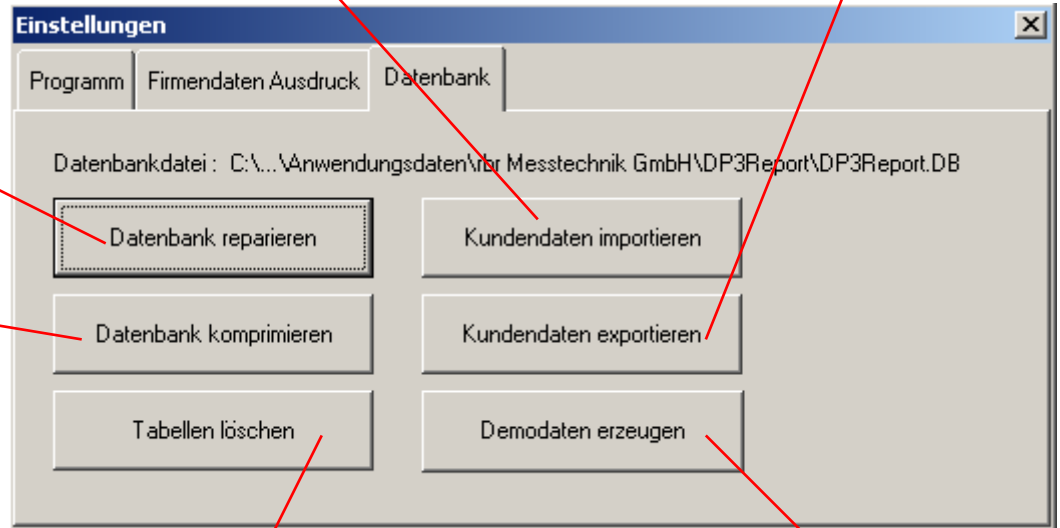 Einstellungen
Programm Firmendaten Ausdruck Datenbank
Datenbankdatei : C:\...\Anwendungsdaten\rbr Messtechnik GmbH\DP3Report\DP3Report.DB
Datenbank reparieren Kundendaten importieren
Datenbank komprimieren Kundendaten exportieren
Tabellen löschen Demodaten erzeugen